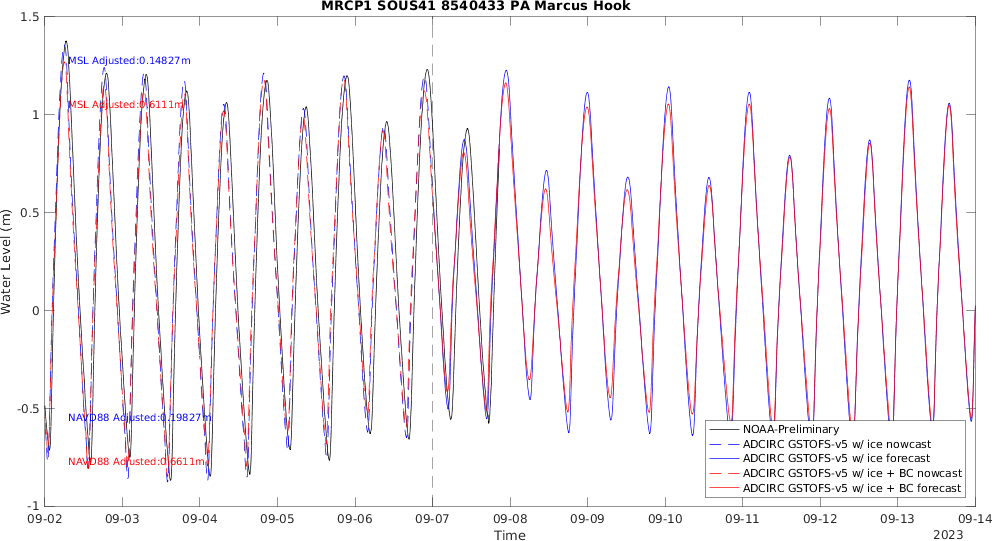 MRCP1 SOUS41 8540433 PA Marcus Hook
1.5
1
0.5
0
-0.5
-1
Water Level (m)
MSL Adjusted:0.14827m
MSL Adjusted:0.6111m
NAVD88 Adjusted:0.19827m
NAVD88 Adjusted:0.6611m
NOAA-Preliminary
ADCIRC GSTOFS-v5 w/ ice nowcast
ADCIRC GSTOFS-v5 w/ ice forecast
ADCIRC GSTOFS-v5 w/ ice + BC nowcast
ADCIRC GSTOFS-v5 w/ ice + BC forecast
09-02 09-03 09-04 09-05 09-06 09-07 09-08 09-09 09-10 09-11 09-12 09-13 09-14
Time
2023